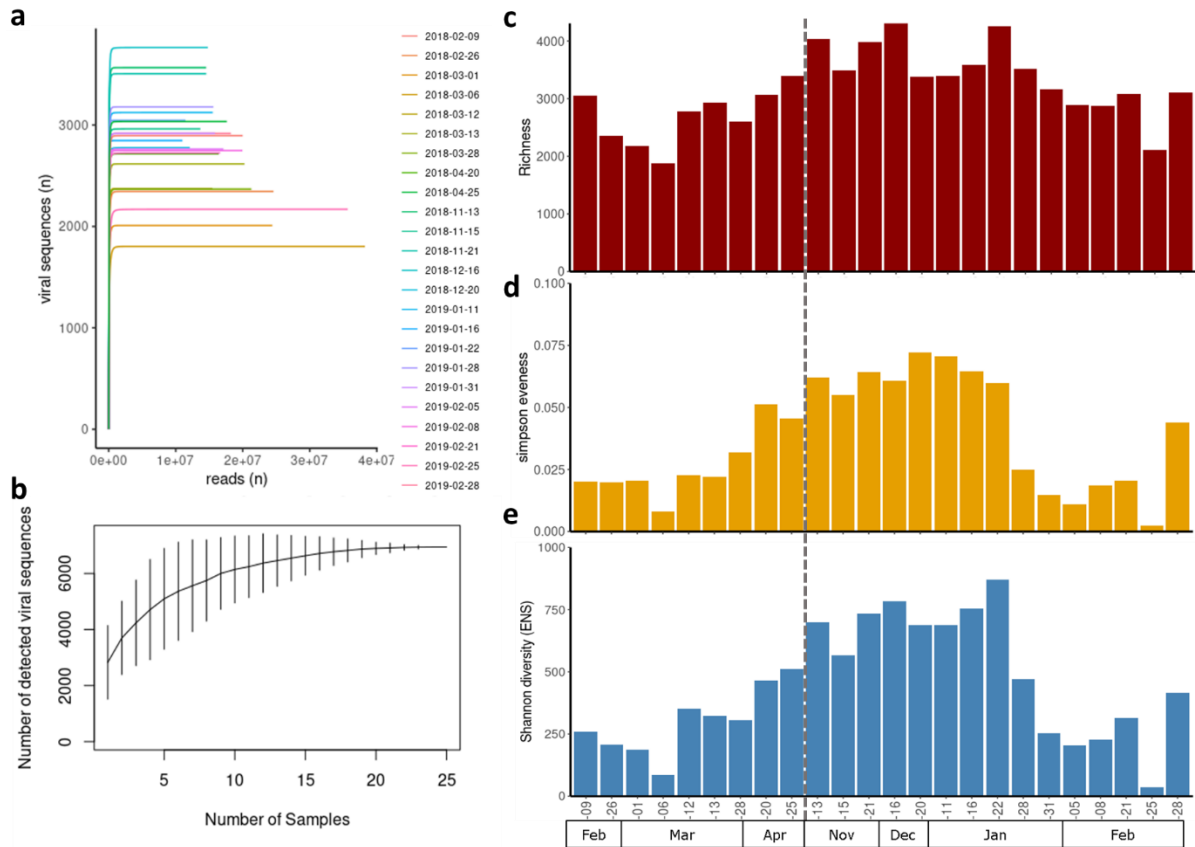 a
viral sequences (n)
3000
2000
1000
0
0e+00 1e+07 2e+07 3e+07 4e+07
reads (n)
2018-02-09
2018-02-26
2018-03-01
2018-03-06
2018-03-12
2018-03-13
2018-03-28
2018-04-20
2018-04-25
2018-11-13
2018-11-15
2018-11-21
2018-12-16
2018-12-20
2019-01-11
2019-01-16
2019-01-22
2019-01-28
2019-01-31
2019-02-05
2019-02-08
2019-02-21
2019-02-25
2019-02-28
b
Number of detected viral sequences
6000
4000
2000
0
5 10 15 20 25
Number of Samples
c
Richness
4000
3000
2000
1000
0
d
simpson eveness
0.100
0.075
0.050
0.025
0.000
e
Shannon diversity (ENS)
1000
750
500
250
0
-09 -26 -01 -06 -12 -13 -28 -20 -25 -13 -15 -21 -16 -20 -11 -16 -22 -28 -31 -05 -08 -21 -25 -28
Feb Mar Apr Nov Dec Jan Feb